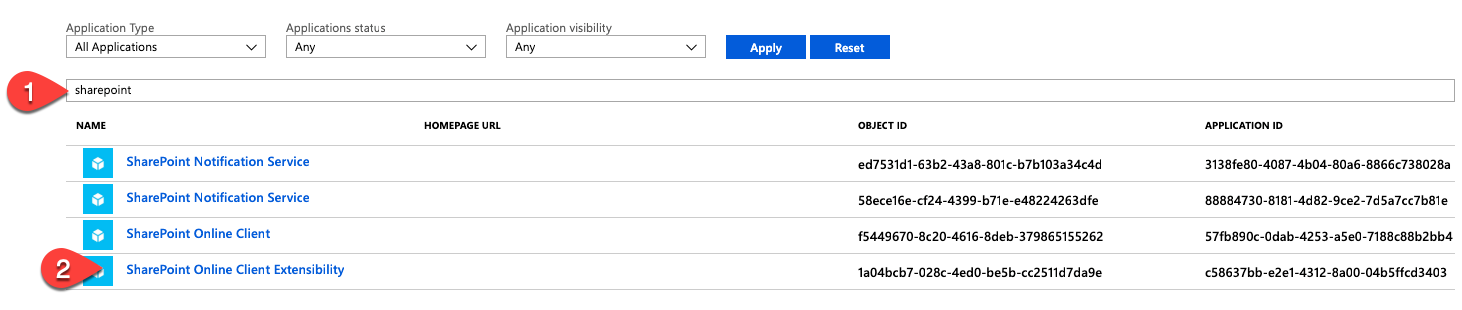 Application Type Applications status Application visibility
All Applications Any Any Apply Reset
1 sharepoint
NAME HOMEPAGE URL OBJECT ID APPLICATION ID
SharePoint Notification Service ed7531d1-63b2-43a8-801c-b7b103a34c4d 3138fe80-4087-4b04-80a6-8866c738028a
SharePoint Notification Service 58ece16e-cf24-4399-b71e-e48224263dfe 88884730-8181-4d82-9ce2-7d5a7cc7b81e
SharePoint Online Client f5449670-8c20-4616-8deb-379865155262 57fb890c-0dab-4253-a5e0-7188c88b2bb4
2 SharePoint Online Client Extensibility 1a04bcb7-028c-4ed0-be5b-cc2511d7da9e c58637bb-e2e1-4312-8a00-04b5ffcd3403